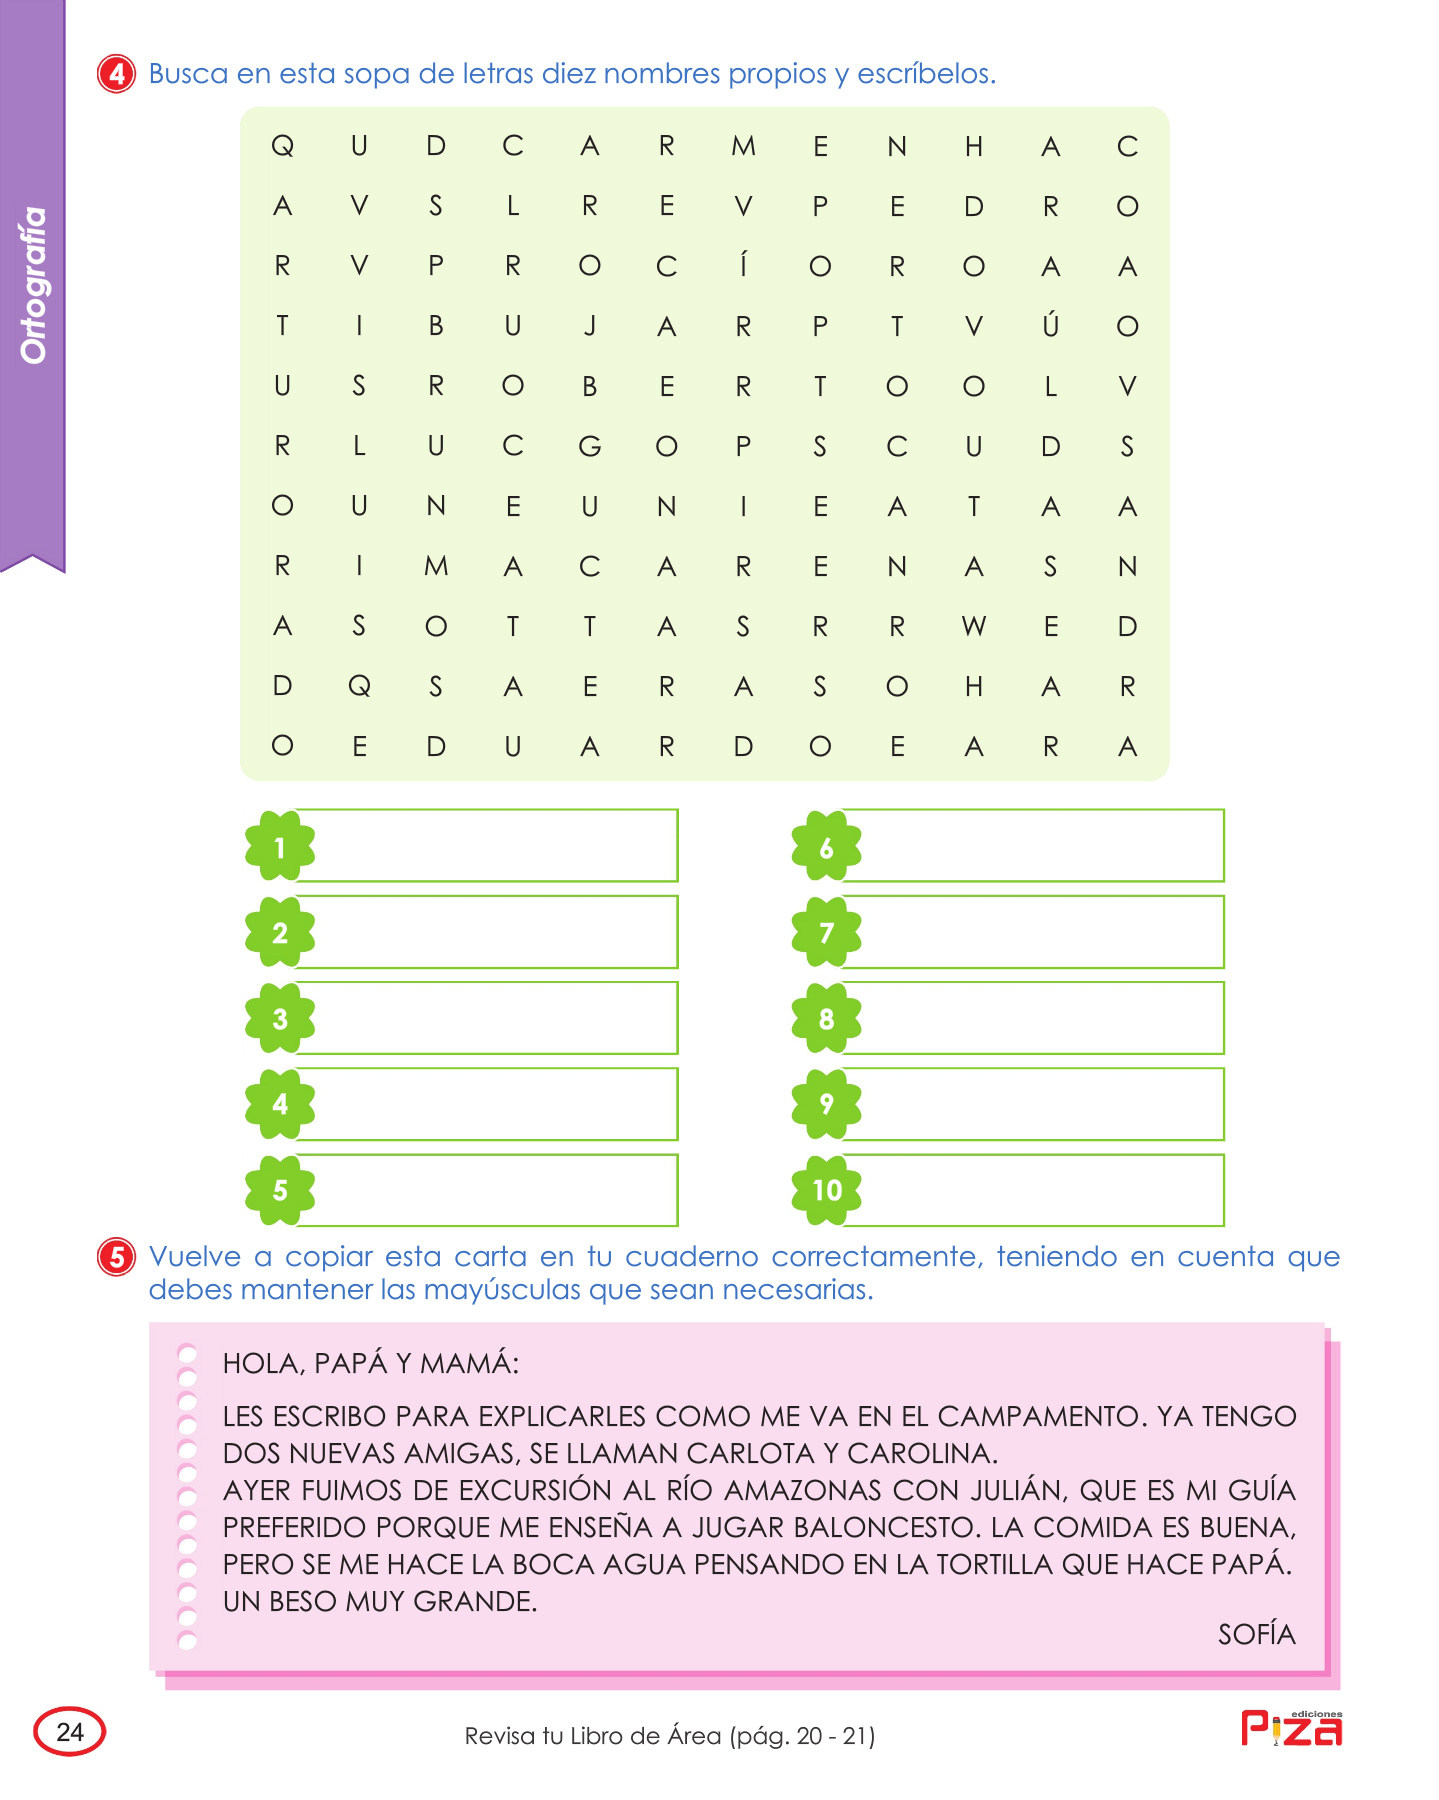 Ortografía
4 Busca en esta sopa de letras diez nombres propios y escríbelos.
Q U D C A R M E N H A C
A V S L R E V P E D R O
R V P R O C Í O R O A A
T I B U J A R P T V Ú O
U S R O B E R T O O L V
R L U C G O P S C U D S
O U N E U N I E A T A A
R I M A C A R E N A S N
A S O T T A S R R W E D
D Q S A E R A S O H A R
O E D U A R D O E A R A
1
6
2
7
3
8
4
9
5
10
5 Vuelve a copiar esta carta en tu cuaderno correctamente, teniendo en cuenta que
debes mantener las mayúsculas que sean necesarias.
HOLA, PAPÁ Y MAMÁ:
LES ESCRIBO PARA EXPLICARLES COMO ME VA EN EL CAMPAMENTO. YA TENGO
DOS NUEVAS AMIGAS, SE LLAMAN CARLOTA Y CAROLINA.
AYER FUIMOS DE EXCURSIÓN AL RÍO AMAZONAS CON JULIÁN, QUE ES MI GUÍA
PREFERIDO PORQUE ME ENSEÑA A JUGAR BALONCESTO. LA COMIDA ES BUENA,
PERO SE ME HACE LA BOCA AGUA PENSANDO EN LA TORTILLA QUE HACE PAPÁ.
UN BESO MUY GRANDE.
SOFÍA
24
Revisa tu Libro de Área (pág. 20 - 21)
ediciones
Piza